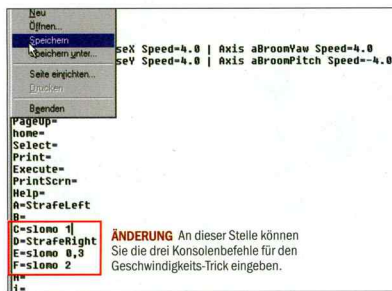 Neu
Öffnen...
Speichern
Speichern unter...
Seite einrichten...
Drucken
Beenden
seX Speed=4.0 | Axis aBroomYaw Speed=4.0
seY Speed=4.0 | Axis aBroomPitch Speed=-4.0
PageUp=
home=
Select=
Print=
Execute=
PrintScrn=
Help=
A=StrafeLeft
B=
C=slomo 1
D=StrafeRight
E=slomo 0,3
F=slomo 2
ÄNDERUNG An dieser Stelle können
Sie die drei Konsolenbefehle für den
Geschwindigkeits-Trick eingeben.
H=
i=